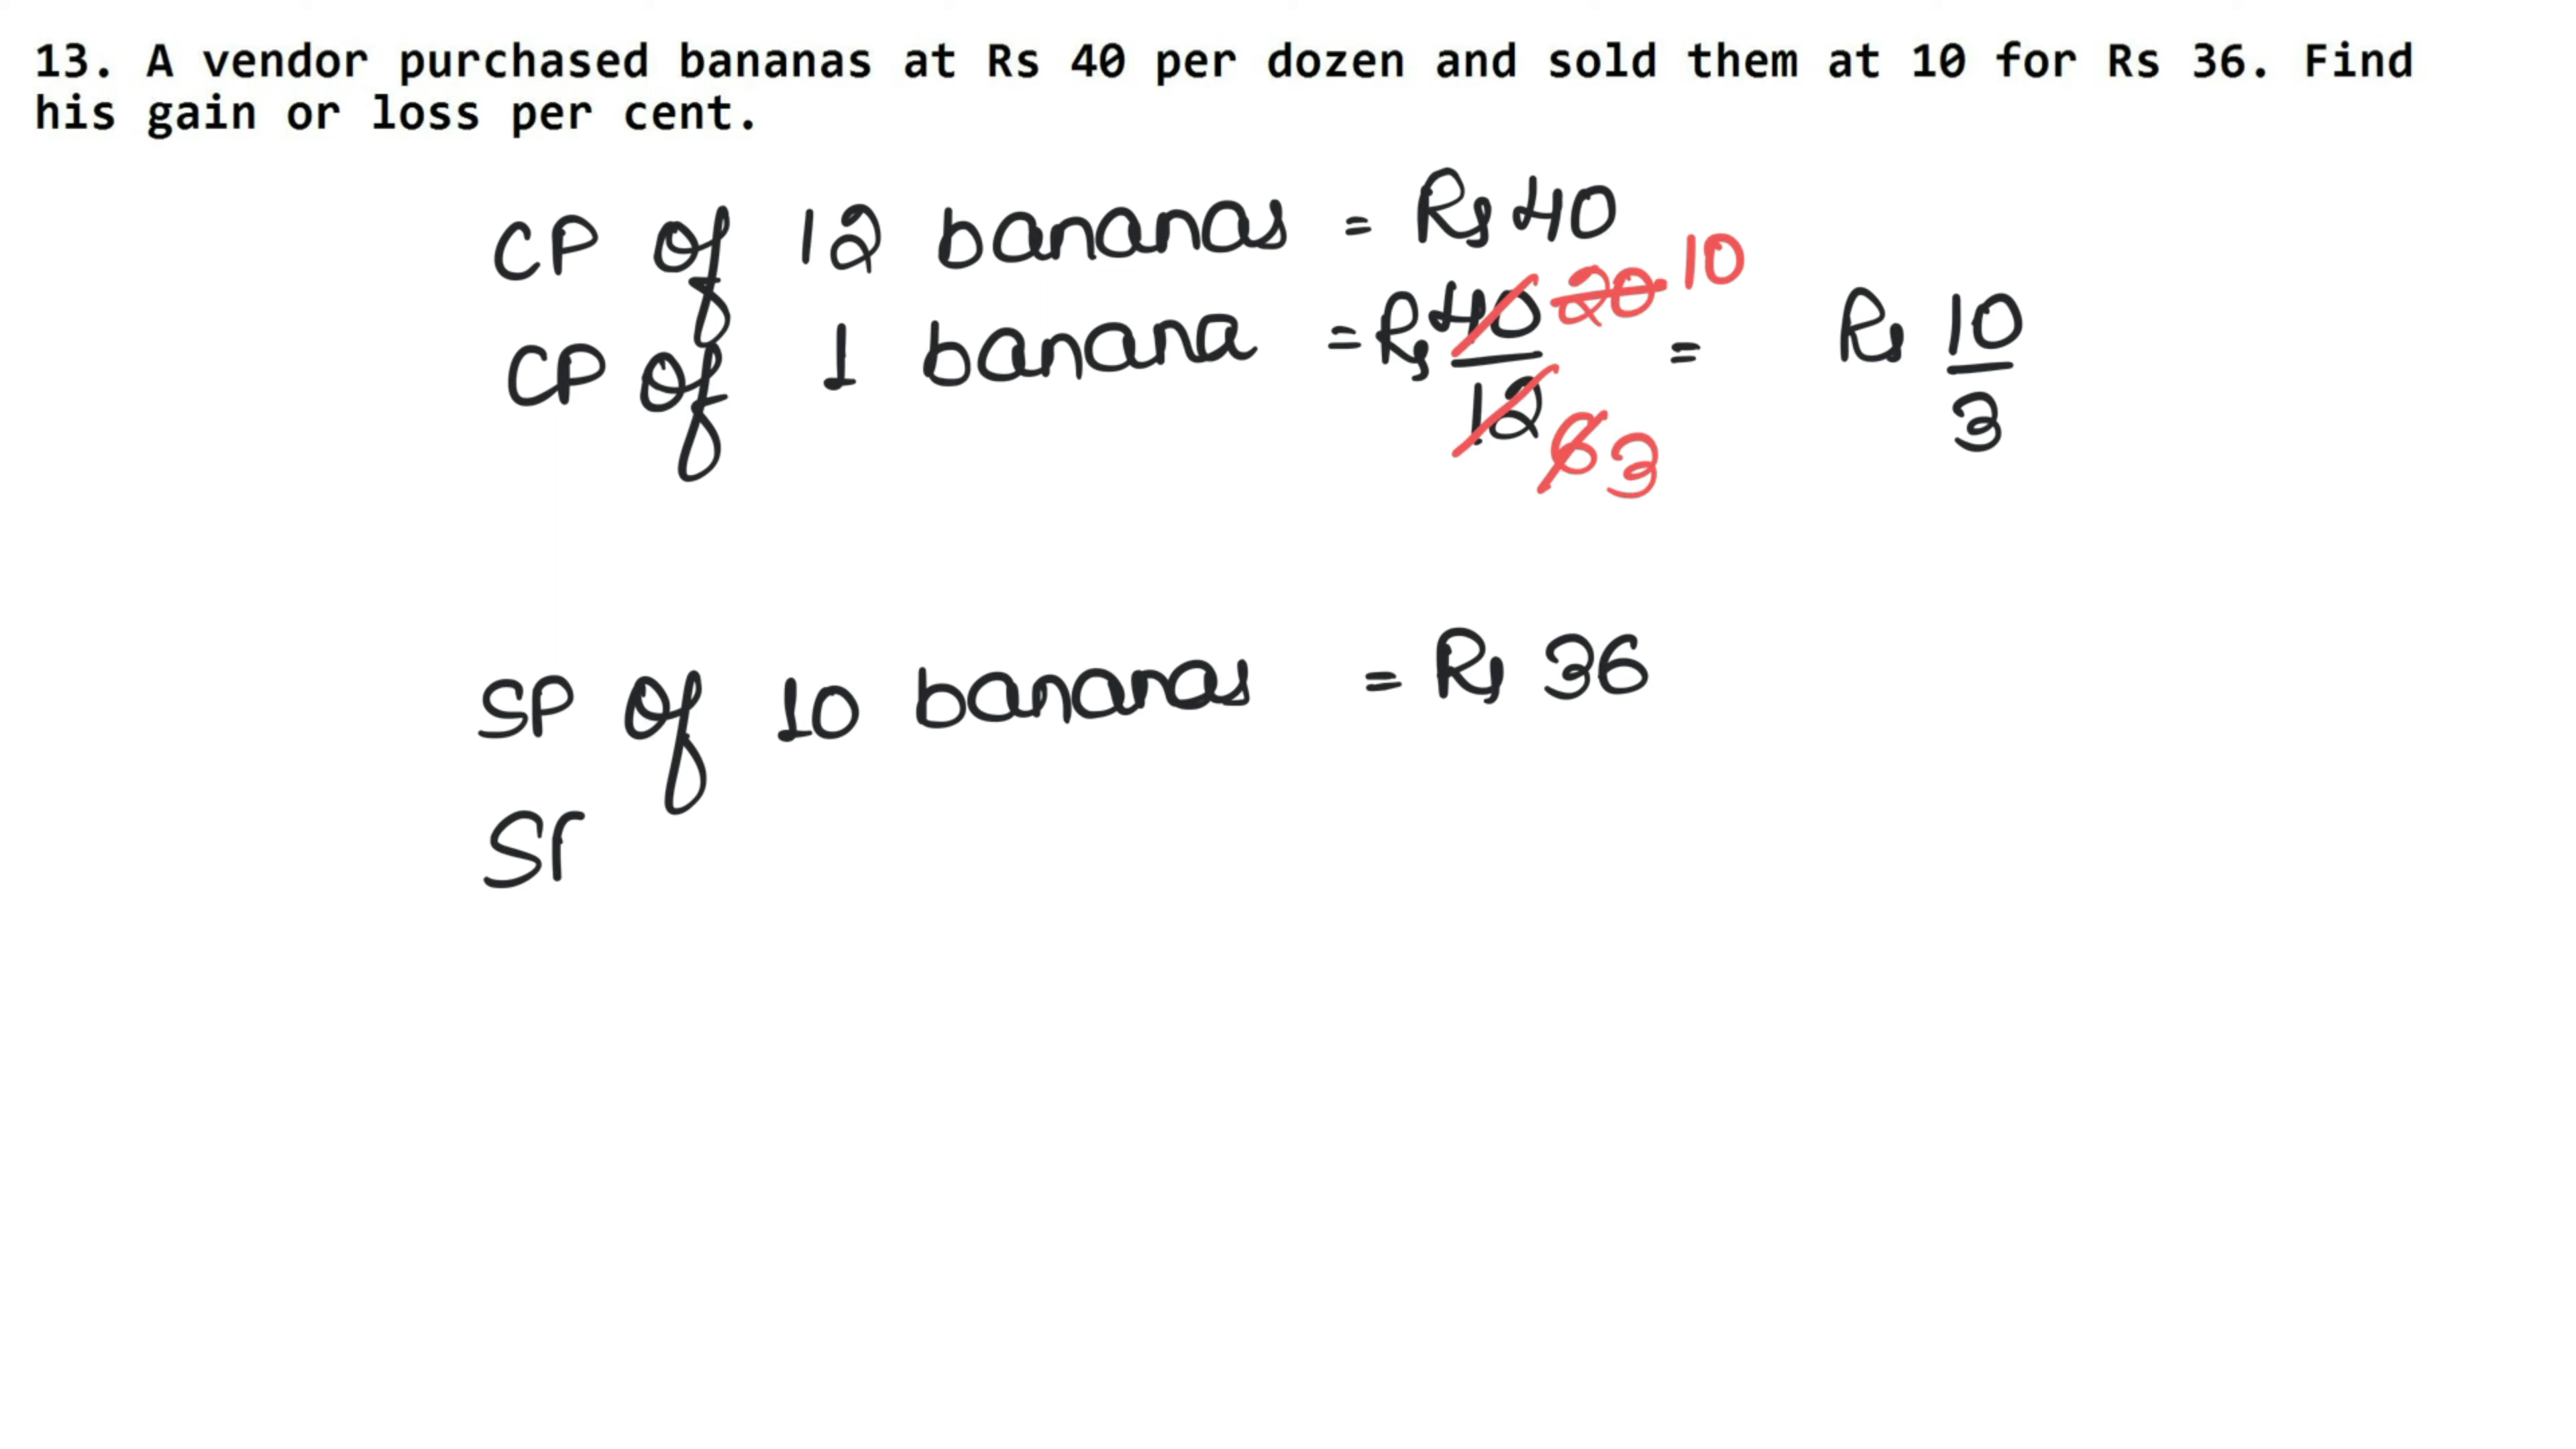 13. A vendor purchased bananas at Rs 40 per dozen and sold them at 10 for Rs 36. Find
his gain or loss per cent.
CP of 12 bananas = Rs 40
CP of 1 banana = Rs 40/12 20 10 6 3 = Rs 10/3
SP of 10 bananas = Rs 36
S